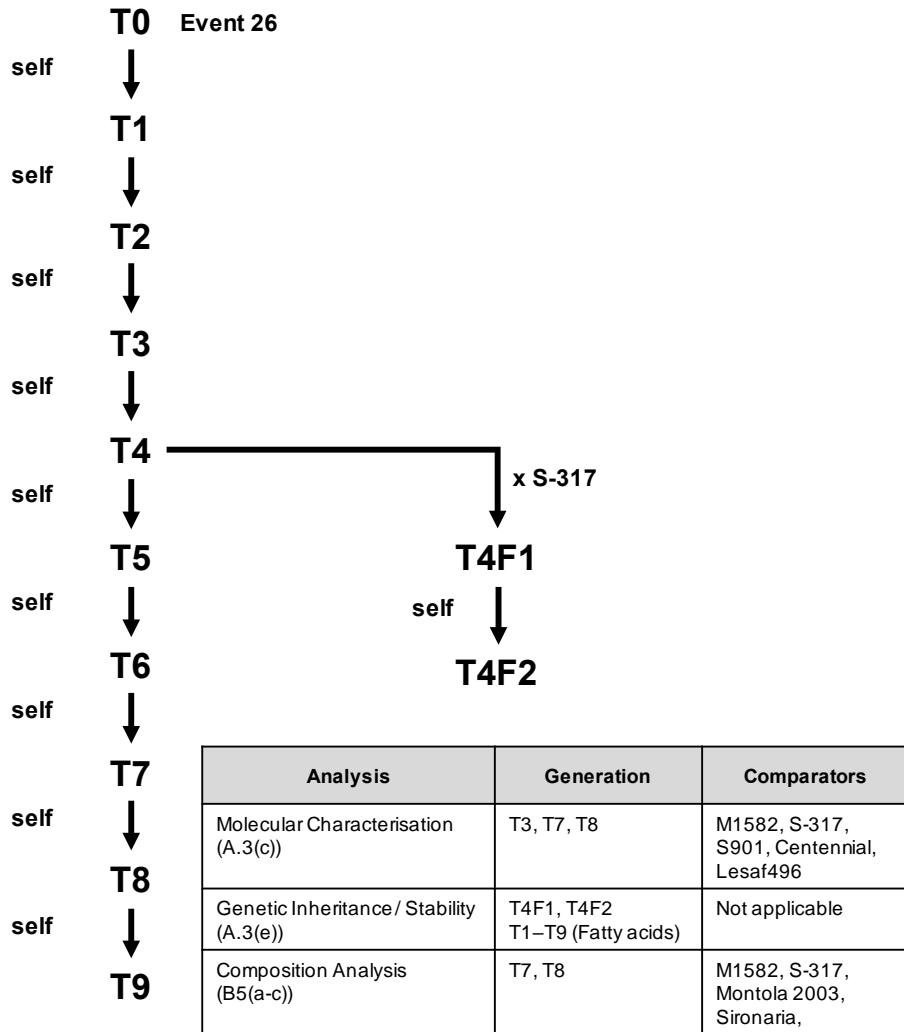 T0 Event 26
self
T1
self
T2
self
T3
self
T4
x S-317
self
T5 T4F1
self self
T6 T4F2
self
T7
self
T8
self
T9
Analysis Generation Comparators
Molecular Characterisation
(A.3(c))
T3, T7, T8
M1582, S-317,
S901, Centennial,
Lesaf496
Genetic Inheritance / Stability
(A.3(e))
T4F1, T4F2
T1–T9 (Fatty acids)
Not applicable
Composition Analysis
(B5(a-c))
T7, T8
M1582, S-317,
Montola 2003,
Sironaria,